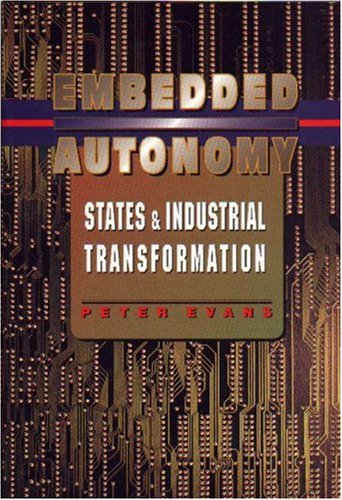 EMBEDDED
AUTONOMY
STATES & INDUSTRIAL
TRANSFORMATION
PETER EVANS